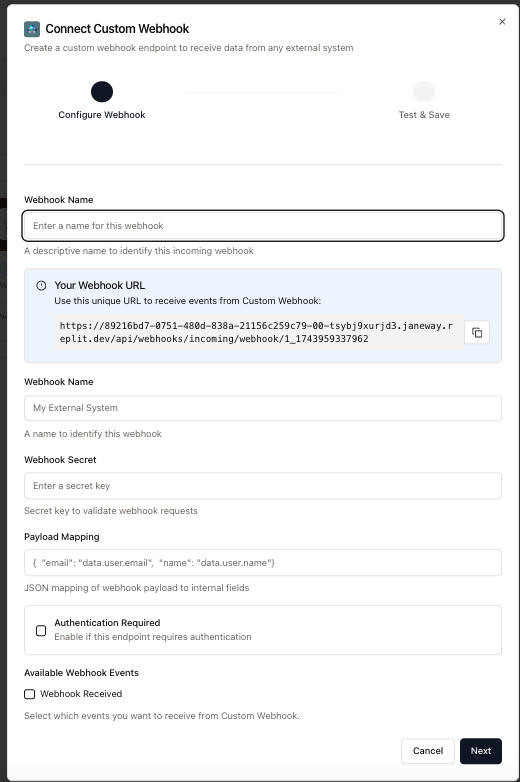 Connect Custom Webhook
Create a custom webhook endpoint to receive data from any external system
Configure Webhook
Test & Save
Webhook Name
Enter a name for this webhook
A descriptive name to identify this incoming webhook
Your Webhook URL
Use this unique URL to receive events from Custom Webhook:
https://89216bd7-0751-480d-838a-21156c259c79-00-tsybj9xurjd3.janeway.r
eplit.dev/api/webhooks/incoming/webhook/1_1743959337962
Webhook Name
My External System
A name to identify this webhook
Webhook Secret
Enter a secret key
Secret key to validate webhook requests
Payload Mapping
{ "email": "data.user.email", "name": "data.user.name"}
JSON mapping of webhook payload to internal fields
Authentication Required
Enable if this endpoint requires authentication
Available Webhook Events
Webhook Received
Select which events you want to receive from Custom Webhook.
Cancel
Next